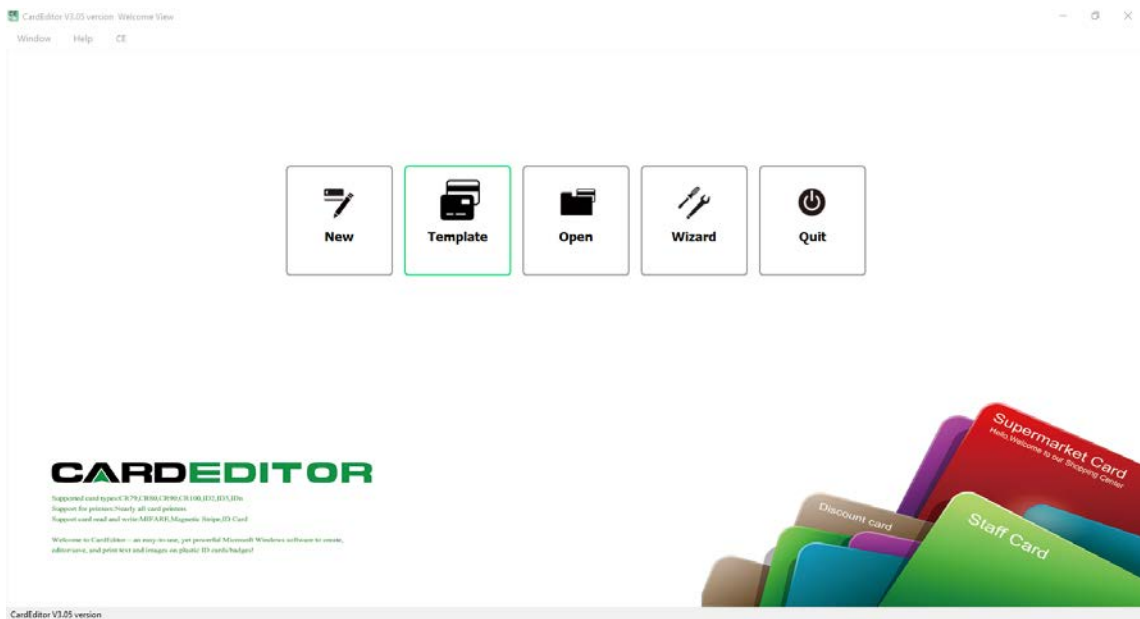 CardEditor V3.05 version Welcome View
Window Help CE
New
Template
Open
Wizard
Quit
CARDEDITOR
Supported card types:CR79,CR80,CR90,CR100,ID2,ID3,IDn
Support for printers:Nearly all card printers
Support card read and write:MIFARE,Magnetic Stripe,ID Card
Welcome to CardEditor -- an easy-to-use, yet powerful Microsoft Windows software to create,
editor/save, and print text and images on plastic ID cards/badges!
Supermarket Card
Hello,Welcome to our Shopping Center
Discount card
Staff Card
CardEditor V3.05 version